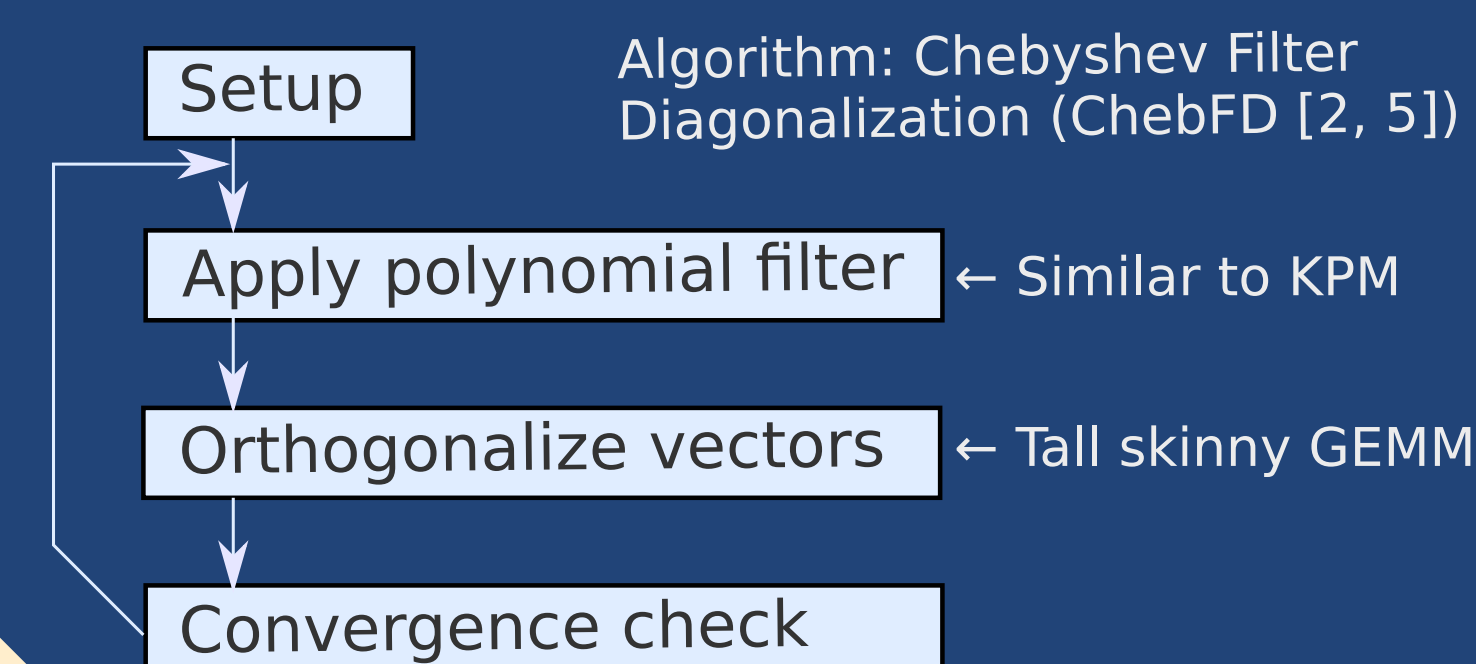 Setup
Algorithm: Chebyshev Filter
Diagonalization (ChebFD [2, 5])
Apply polynomial filter
← Similar to KPM
Orthogonalize vectors
← Tall skinny GEMM
Convergence check